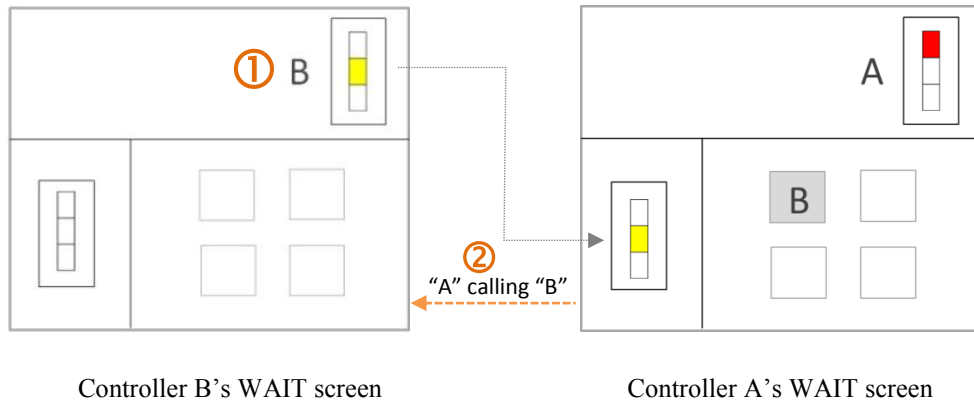 ① B
A
B
②
“A” calling “B”
Controller B's WAIT screen
Controller A's WAIT screen